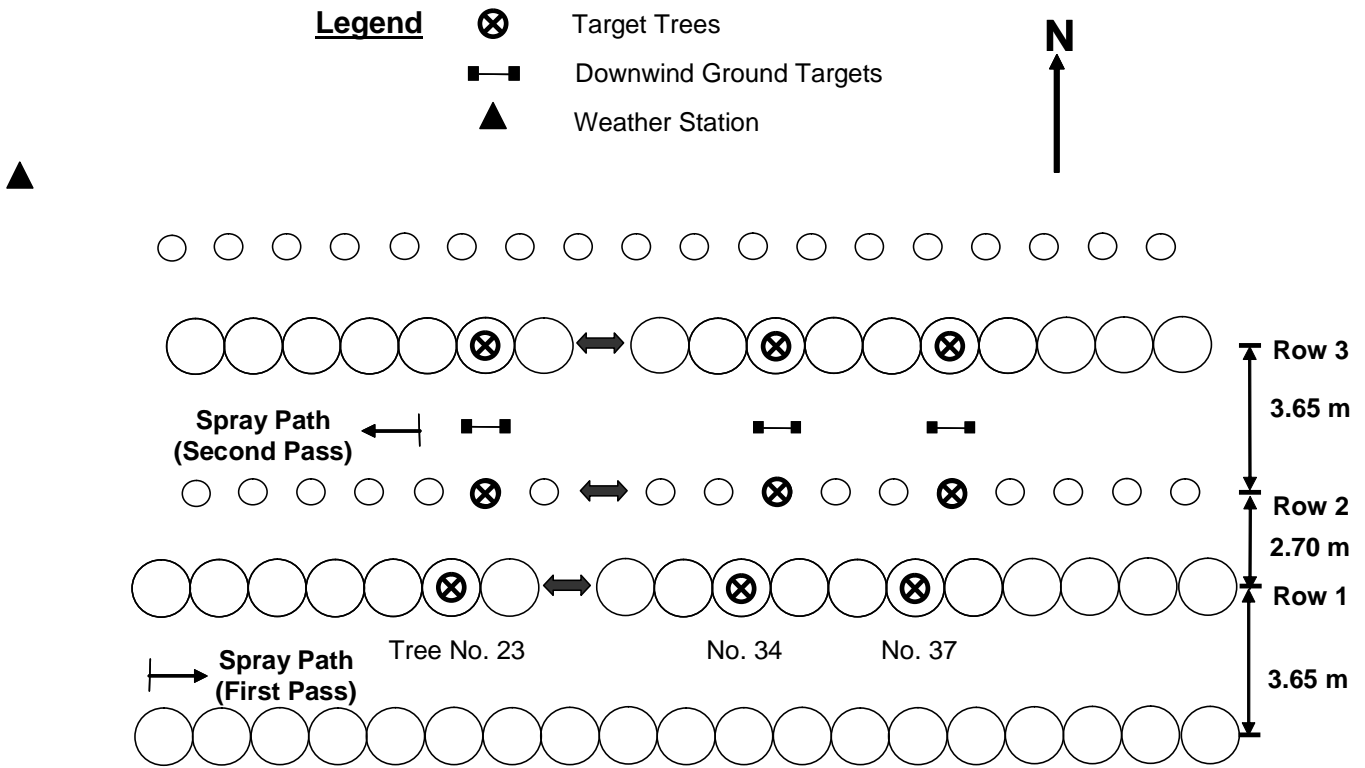 Legend
Target Trees
Downwind Ground Targets
Weather Station
N
Row 3
3.65 m
Spray Path
(Second Pass)
Row 2
2.70 m
Row 1
Tree No. 23
No. 34
No. 37
Spray Path
(First Pass)
3.65 m